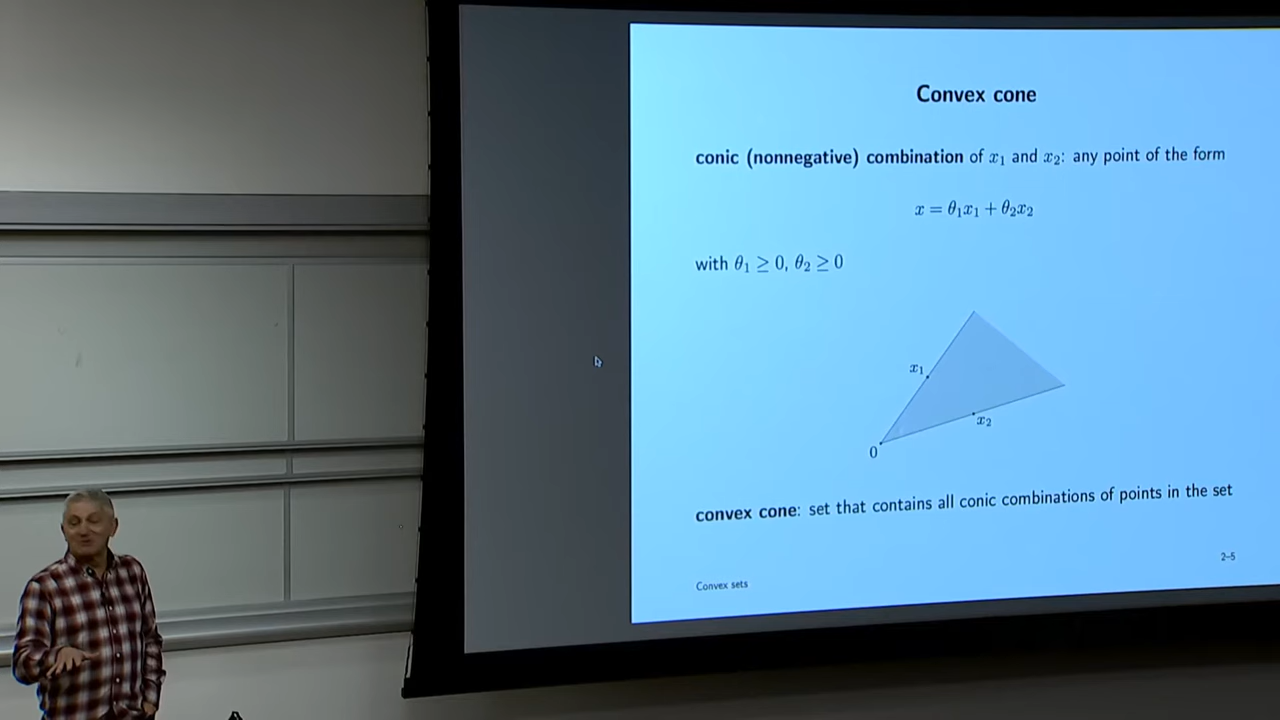 Convex cone
conic (nonnegative) combination of x₁ and x₂: any point of the form
x = θ₁x₁ + θ₂x₂
with θ₁ ≥ 0, θ₂ ≥ 0
x₁
x₂
0
convex cone: set that contains all conic combinations of points in the set
2–5
Convex sets